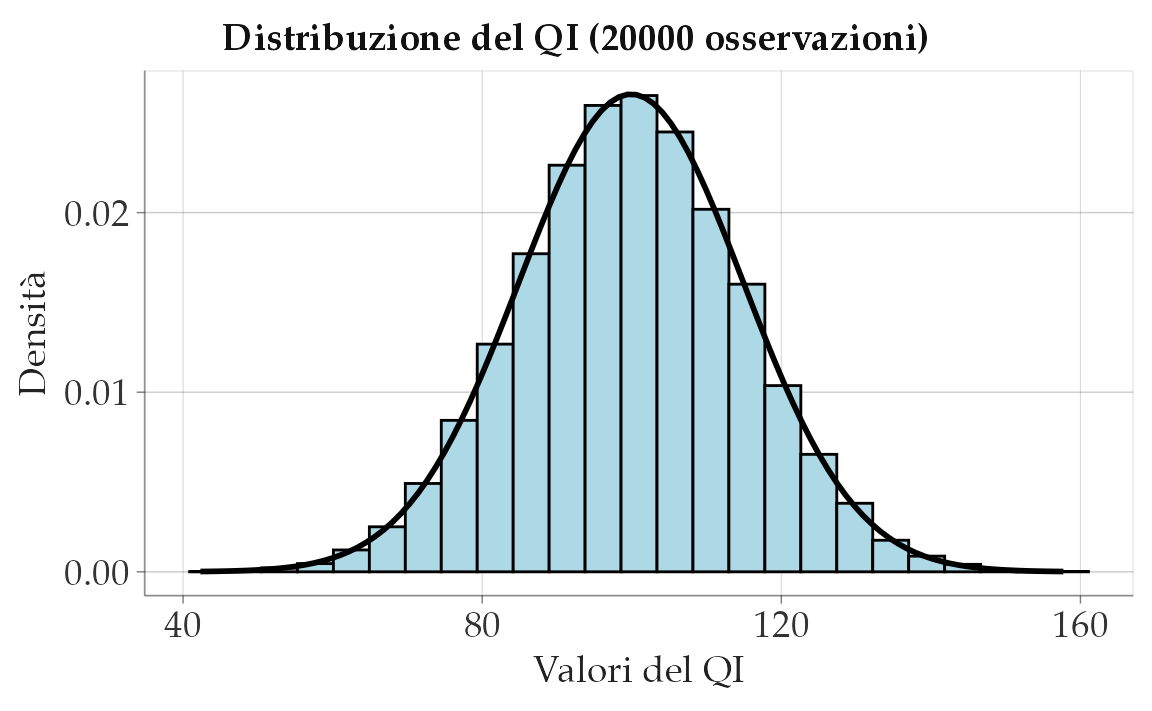 Distribuzione del QI (20000 osservazioni)
Densità
0.02
0.01
0.00
40 80 120 160
Valori del QI